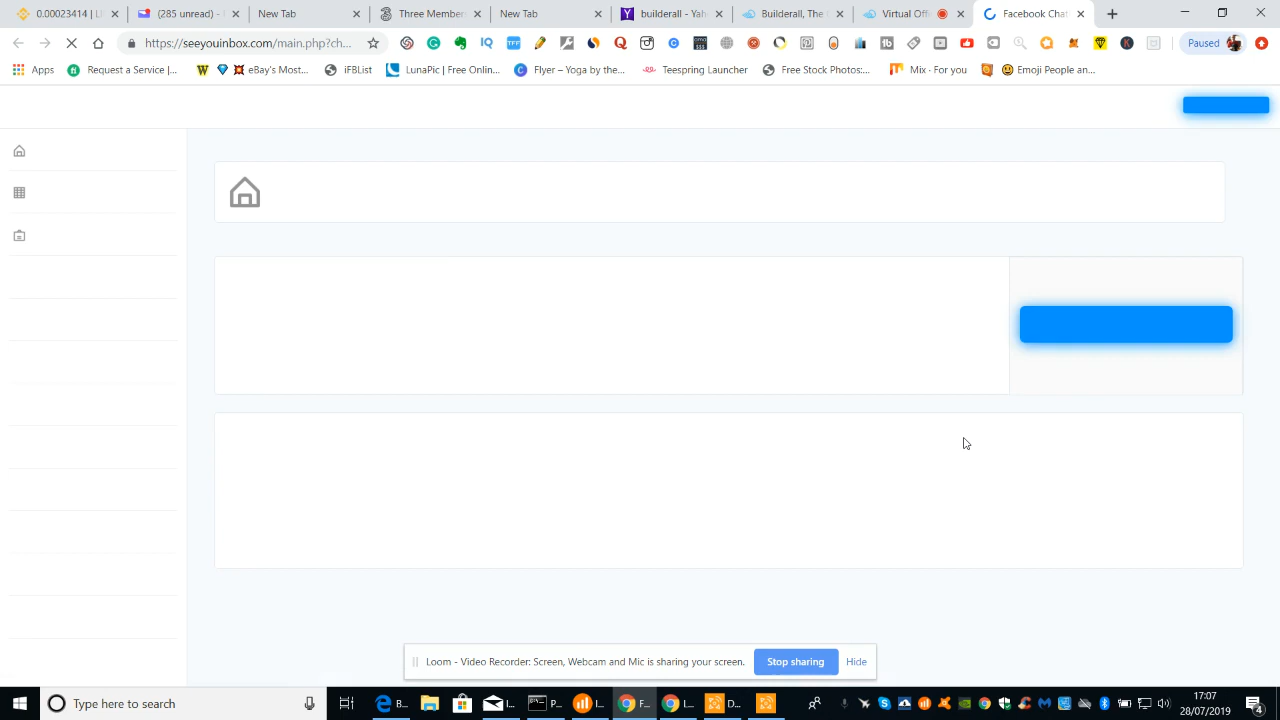 0.00023414 | L
(285 unread) -
New Tab
Three Member
New Tab
builderall - Yah
Builderall, The
Virtual Offi
Facebook Chat
https://seeyouinbox.com/main.php?ch...
Paused
Apps
Request a Service |...
eBay's Most...
iFBList
LunaPic | Free Onlin...
Flyer – Yoga by the...
Teespring Launcher
Free Stock Photos:...
Mix · For you
Emoji People an...
Loom - Video Recorder: Screen, Webcam and Mic is sharing your screen.
Stop sharing
Hide
Type here to search
B...
I...
P...
I...
F...
L...
D...
I...
17:07
28/07/2019
4